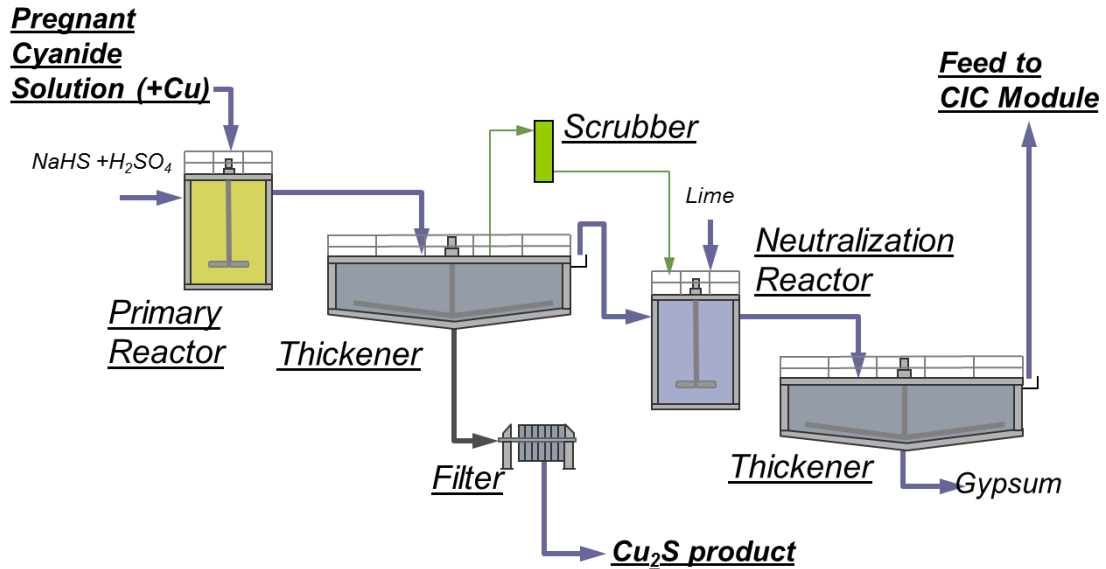 Pregnant
Cyanide
Solution (+Cu)
NaHS +H₂SO₄
Primary
Reactor
Scrubber
Thickener
Filter
Cu₂S product
Lime
Neutralization
Reactor
Thickener
Gypsum
Feed to
CIC Module